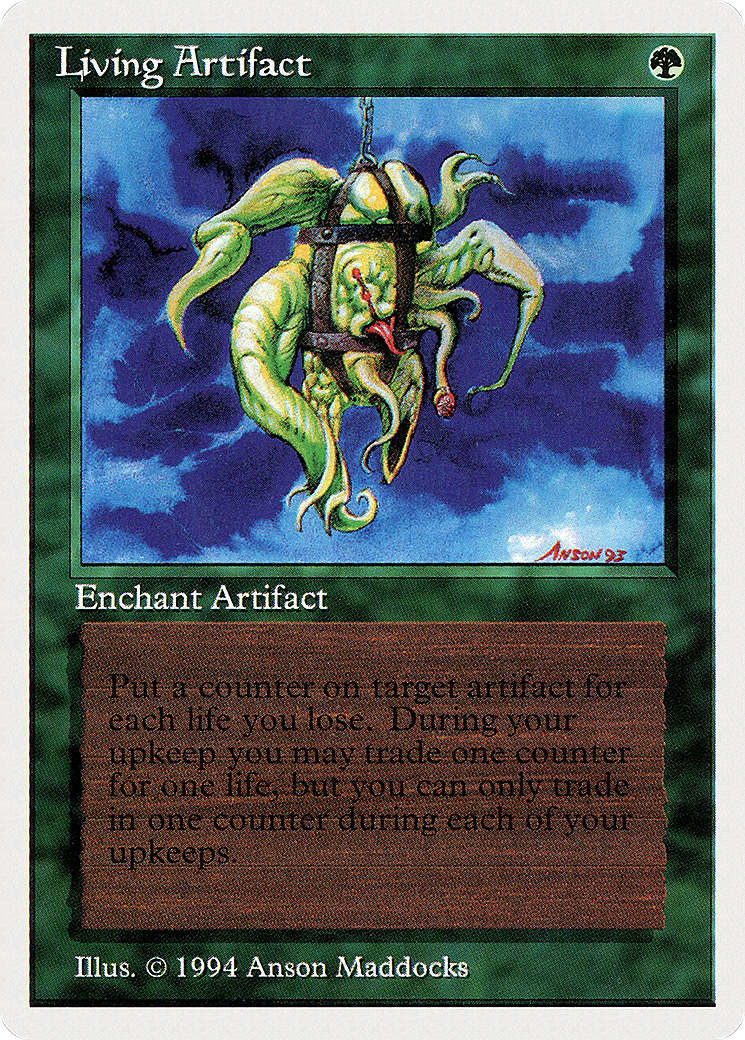 Living Artifact
ANSON 93
Enchant Artifact
Put a counter on target artifact for
each life you lose. During your
upkeep you may trade one counter
for one life, but you can only trade
in one counter during each of your
upkeeps.
Illus. © 1994 Anson Maddocks